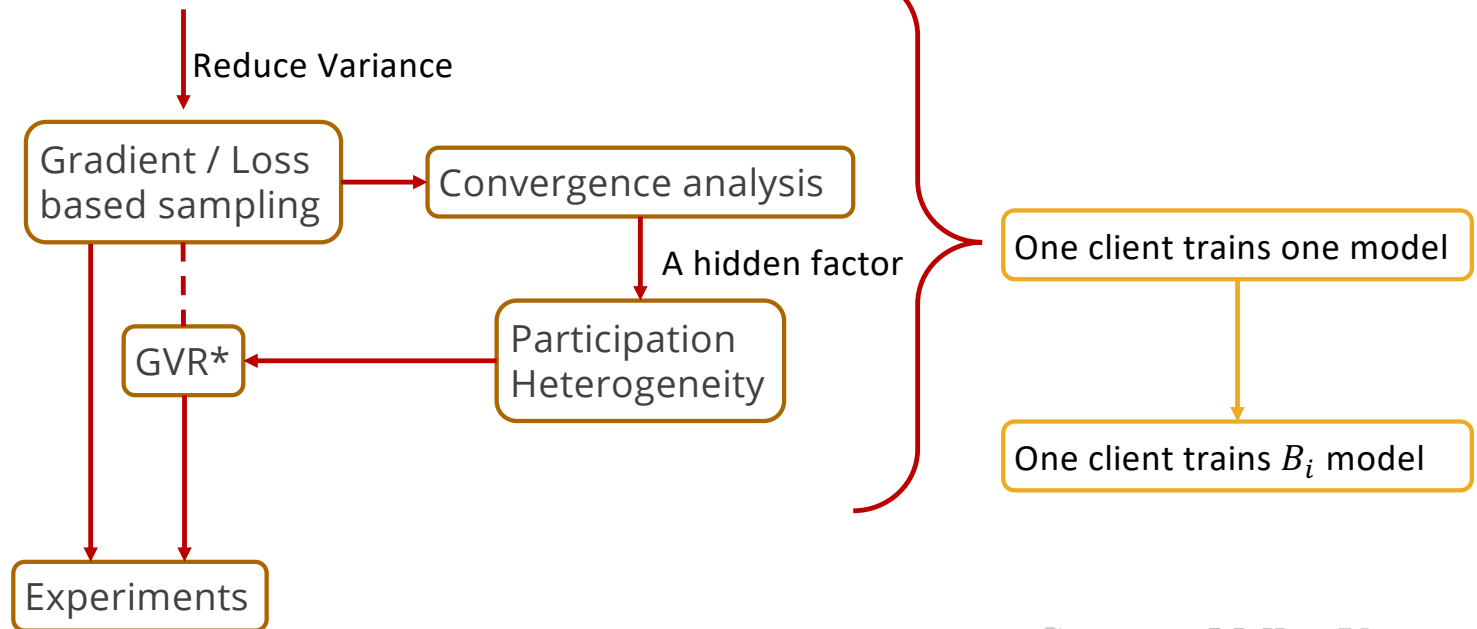 Reduce Variance
Gradient / Loss
based sampling
Convergence analysis
A hidden factor
Participation
Heterogeneity
GVR*
Experiments
One client trains one model
One client trains $B_i$ model